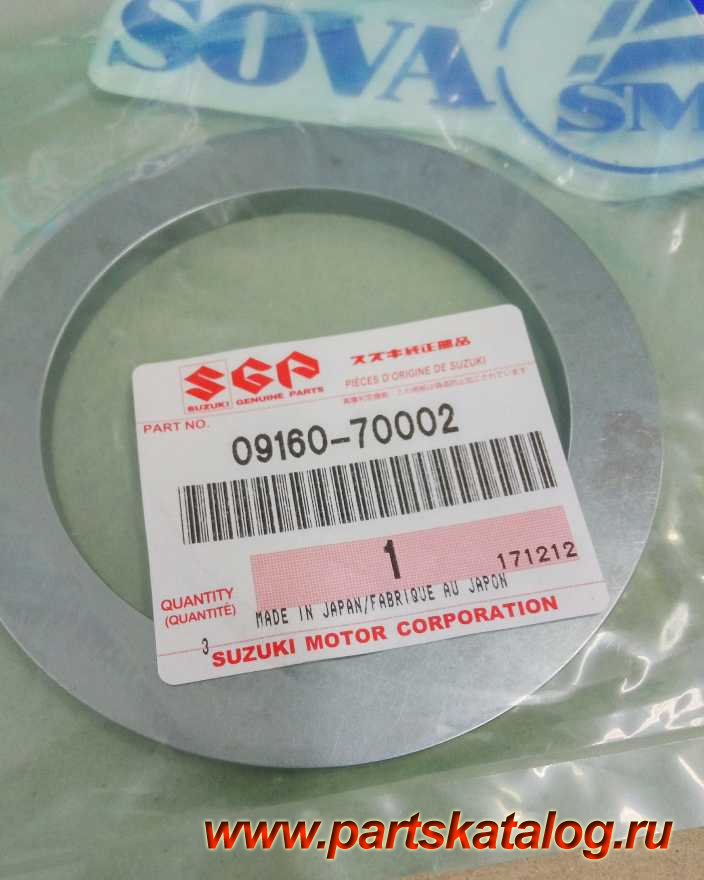 SOVA
SM
SGP
SUZUKI GENUINE PARTS
スズキ純正部品
PIÈCES D'ORIGINE DE SUZUKI
PART NO.
09160-70002
1
171212
QUANTITY
(QUANTITÉ)
MADE IN JAPAN/FABRIQUE AU JAPON
3
SUZUKI MOTOR CORPORATION
www.partskatalog.ru